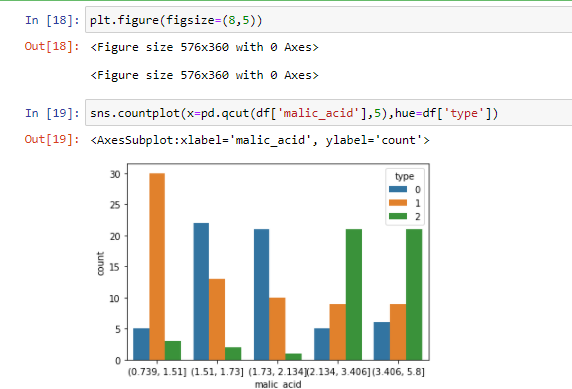 In [18]: plt.figure(figsize=(8,5))
Out[18]: <Figure size 576x360 with 0 Axes>
<Figure size 576x360 with 0 Axes>
In [19]: sns.countplot(x=pd.qcut(df['malic_acid'],5),hue=df['type'])
Out[19]: <AxesSubplot:xlabel='malic_acid', ylabel='count'>
type
0
1
2
30
25
20
15
10
5
0
count
(0.739, 1.51] (1.51, 1.73] (1.73, 2.134] (2.134, 3.406] (3.406, 5.8]
malic_acid